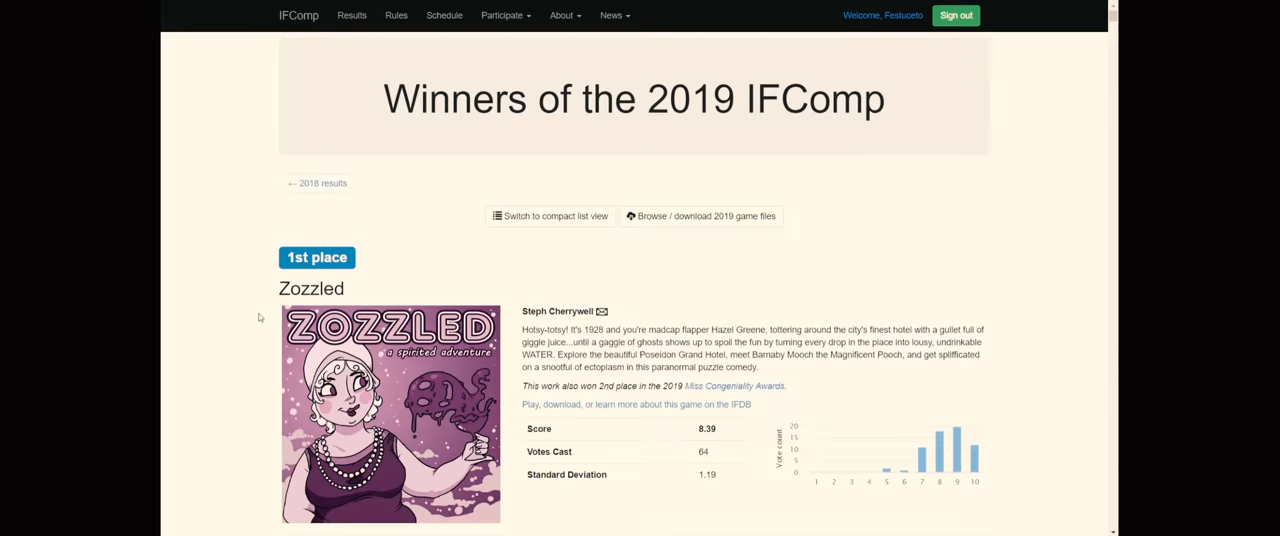 IFComp Results Rules Schedule Participate About News Welcome, Festuceto Sign out
Winners of the 2019 IFComp
← 2018 results
Switch to compact list view Browse / download 2019 game files
1st place
Zozzled
ZOZZLED
a spirited adventure
Steph Cherrywell
Hotsy-totsy! It's 1928 and you're madcap flapper Hazel Greene, tottering around the city's finest hotel with a gullet full of
giggle juice...until a gaggle of ghosts shows up to spoil the fun by turning every drop in the place into lousy, undrinkable
WATER. Explore the beautiful Poseidon Grand Hotel, meet Barnaby Mooch the Magnificent Pooch, and get splifficated
on a snootful of ectoplasm in this paranormal puzzle comedy.
This work also won 2nd place in the 2019 Miss Congeniality Awards.
Play, download, or learn more about this game on the IFDB
Score 8.39
Votes Cast 64
Standard Deviation 1.19
Vote count
20
15
10
5
0
1 2 3 4 5 6 7 8 9 10